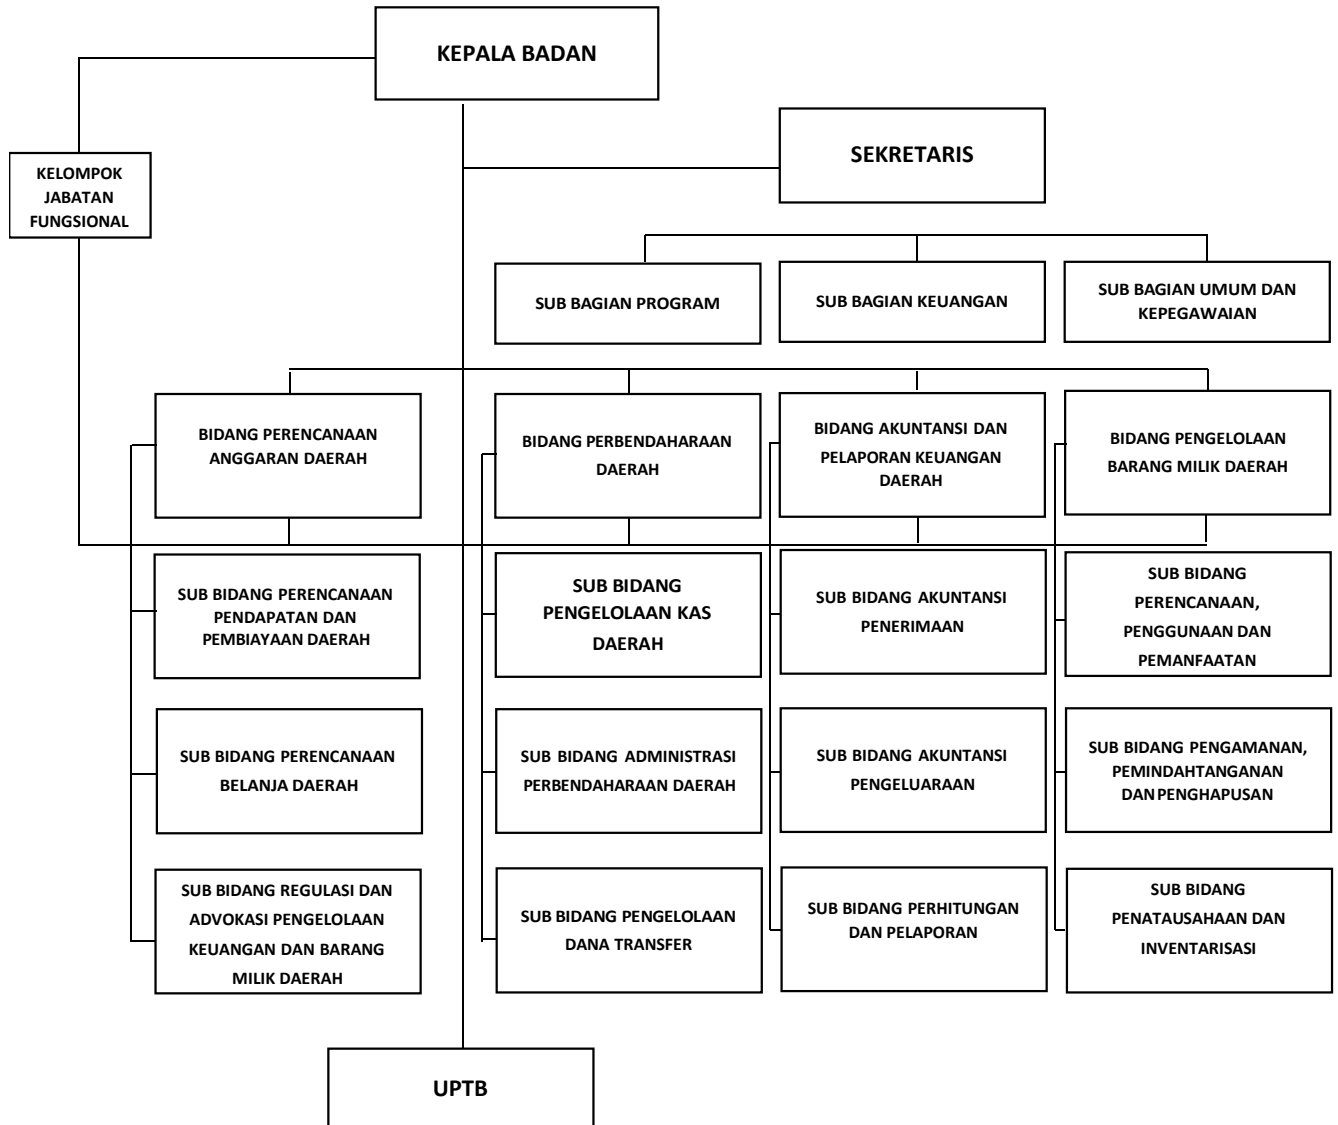 KEPALA BADAN
SEKRETARIS
KELOMPOK
JABATAN
FUNGSIONAL
SUB BAGIAN PROGRAM
SUB BAGIAN KEUANGAN
SUB BAGIAN UMUM DAN
KEPEGAWAIAN
BIDANG PERENCANAAN
ANGGARAN DAERAH
BIDANG PERBENDAHARAAN
DAERAH
BIDANG AKUNTANSI DAN
PELAPORAN KEUANGAN
DAERAH
BIDANG PENGELOLAAN
BARANG MILIK DAERAH
SUB BIDANG PERENCANAAN
PENDAPATAN DAN
PEMBIAYAAN DAERAH
SUB BIDANG
PENGELOLAAN KAS
DAERAH
SUB BIDANG AKUNTANSI
PENERIMAAN
SUB BIDANG
PERENCANAAN,
PENGGUNAAN DAN
PEMANFAATAN
SUB BIDANG PERENCANAAN
BELANJA DAERAH
SUB BIDANG ADMINISTRASI
PERBENDAHARAAN DAERAH
SUB BIDANG AKUNTANSI
PENGELUARAAN
SUB BIDANG PENGAMANAN,
PEMINDAHTANGANAN
DAN PENGHAPUSAN
SUB BIDANG REGULASI DAN
ADVOKASI PENGELOLAAN
KEUANGAN DAN BARANG
MILIK DAERAH
SUB BIDANG PENGELOLAAN
DANA TRANSFER
SUB BIDANG PERHITUNGAN
DAN PELAPORAN
SUB BIDANG
PENATAUSAHAAN DAN
INVENTARISASI
UPTB